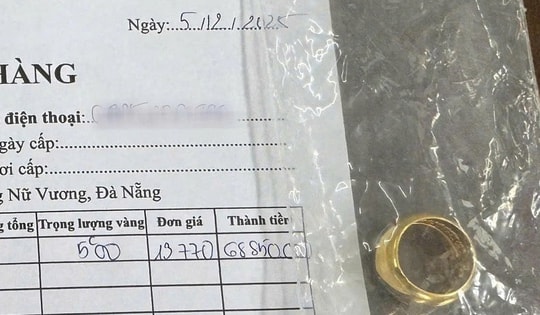 Ngày:...5./12./.2025
HÀNG
điện thoại:
gày cấp:
ơi cấp:
g Nữ Vương, Đà Nẵng
g tổng Trọng lượng vàng Đơn giá Thành tiền
500 13770